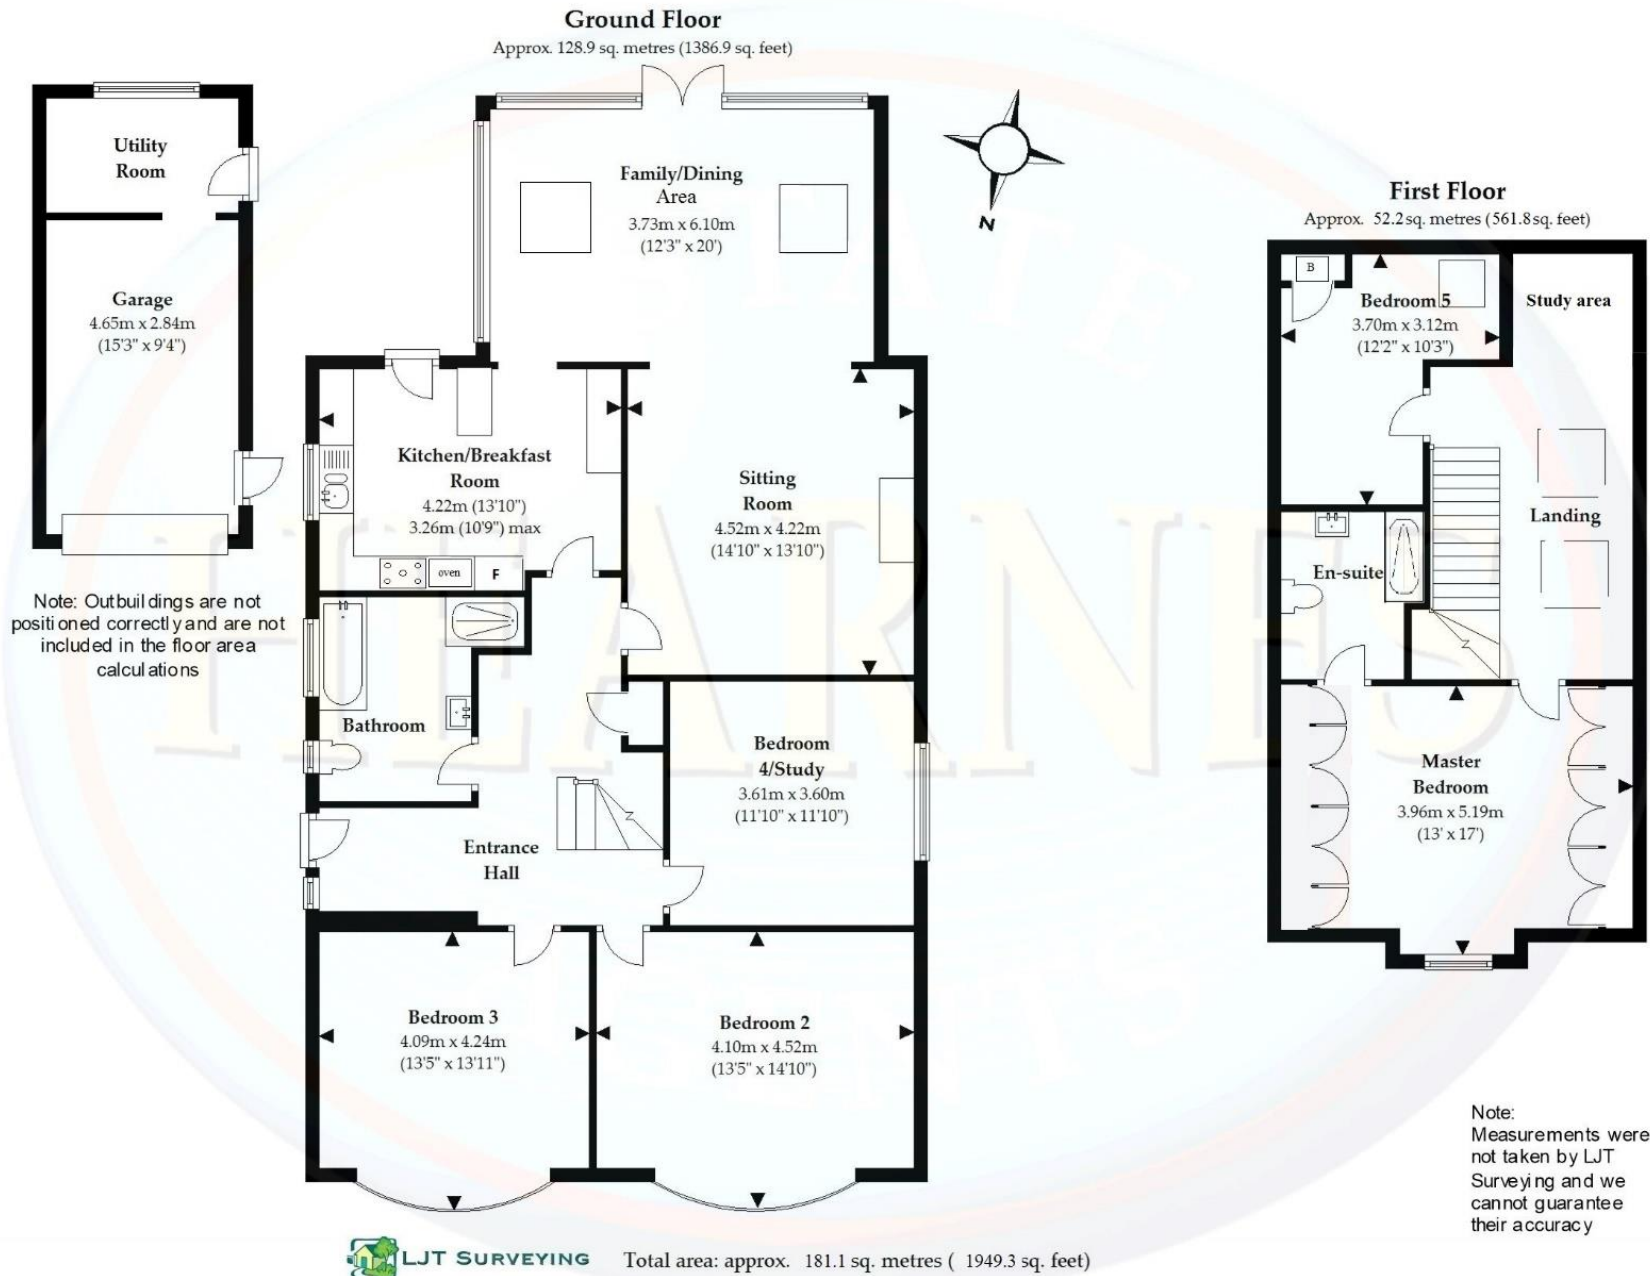 Ground Floor
Approx. 128.9 sq. metres (1386.9 sq. feet)
Utility
Room
Garage
4.65m x 2.84m
(15'3" x 9'4")
Note: Outbuildings are not
positioned correctly and are not
included in the floor area
calculations
Family/Dining
Area
3.73m x 6.10m
(12'3" x 20')
N
Kitchen/Breakfast
Room
4.22m (13'10")
3.26m (10'9") max
oven
F
Sitting
Room
4.52m x 4.22m
(14'10" x 13'10")
Bathroom
Bedroom
4/Study
3.61m x 3.60m
(11'10" x 11'10")
Entrance
Hall
Bedroom 3
4.09m x 4.24m
(13'5" x 13'11")
Bedroom 2
4.10m x 4.52m
(13'5" x 14'10")
First Floor
Approx. 52.2 sq. metres (561.8 sq. feet)
B
Bedroom 5
3.70m x 3.12m
(12'2" x 10'3")
Study area
Landing
En-suite
Master
Bedroom
3.96m x 5.19m
(13' x 17')
Note:
Measurements were
not taken by LJT
Surveying and we
cannot guarantee
their accuracy
LJT SURVEYING
Total area: approx. 181.1 sq. metres ( 1949.3 sq. feet)
HEARNES
ESTATE
AGENTS